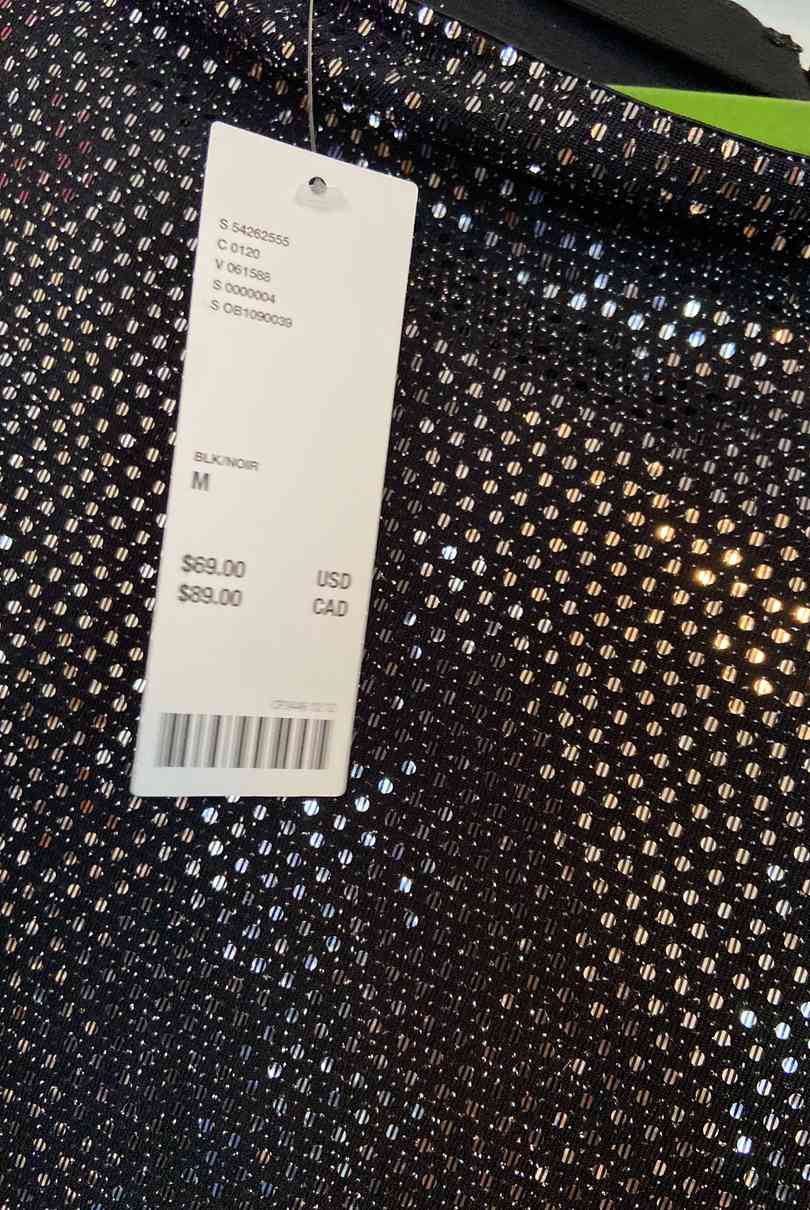 S 54262555
C 0120
V 061588
S 0000004
S OB1090039
BLK/NOIR
M
$69.00 USD
$89.00 CAD